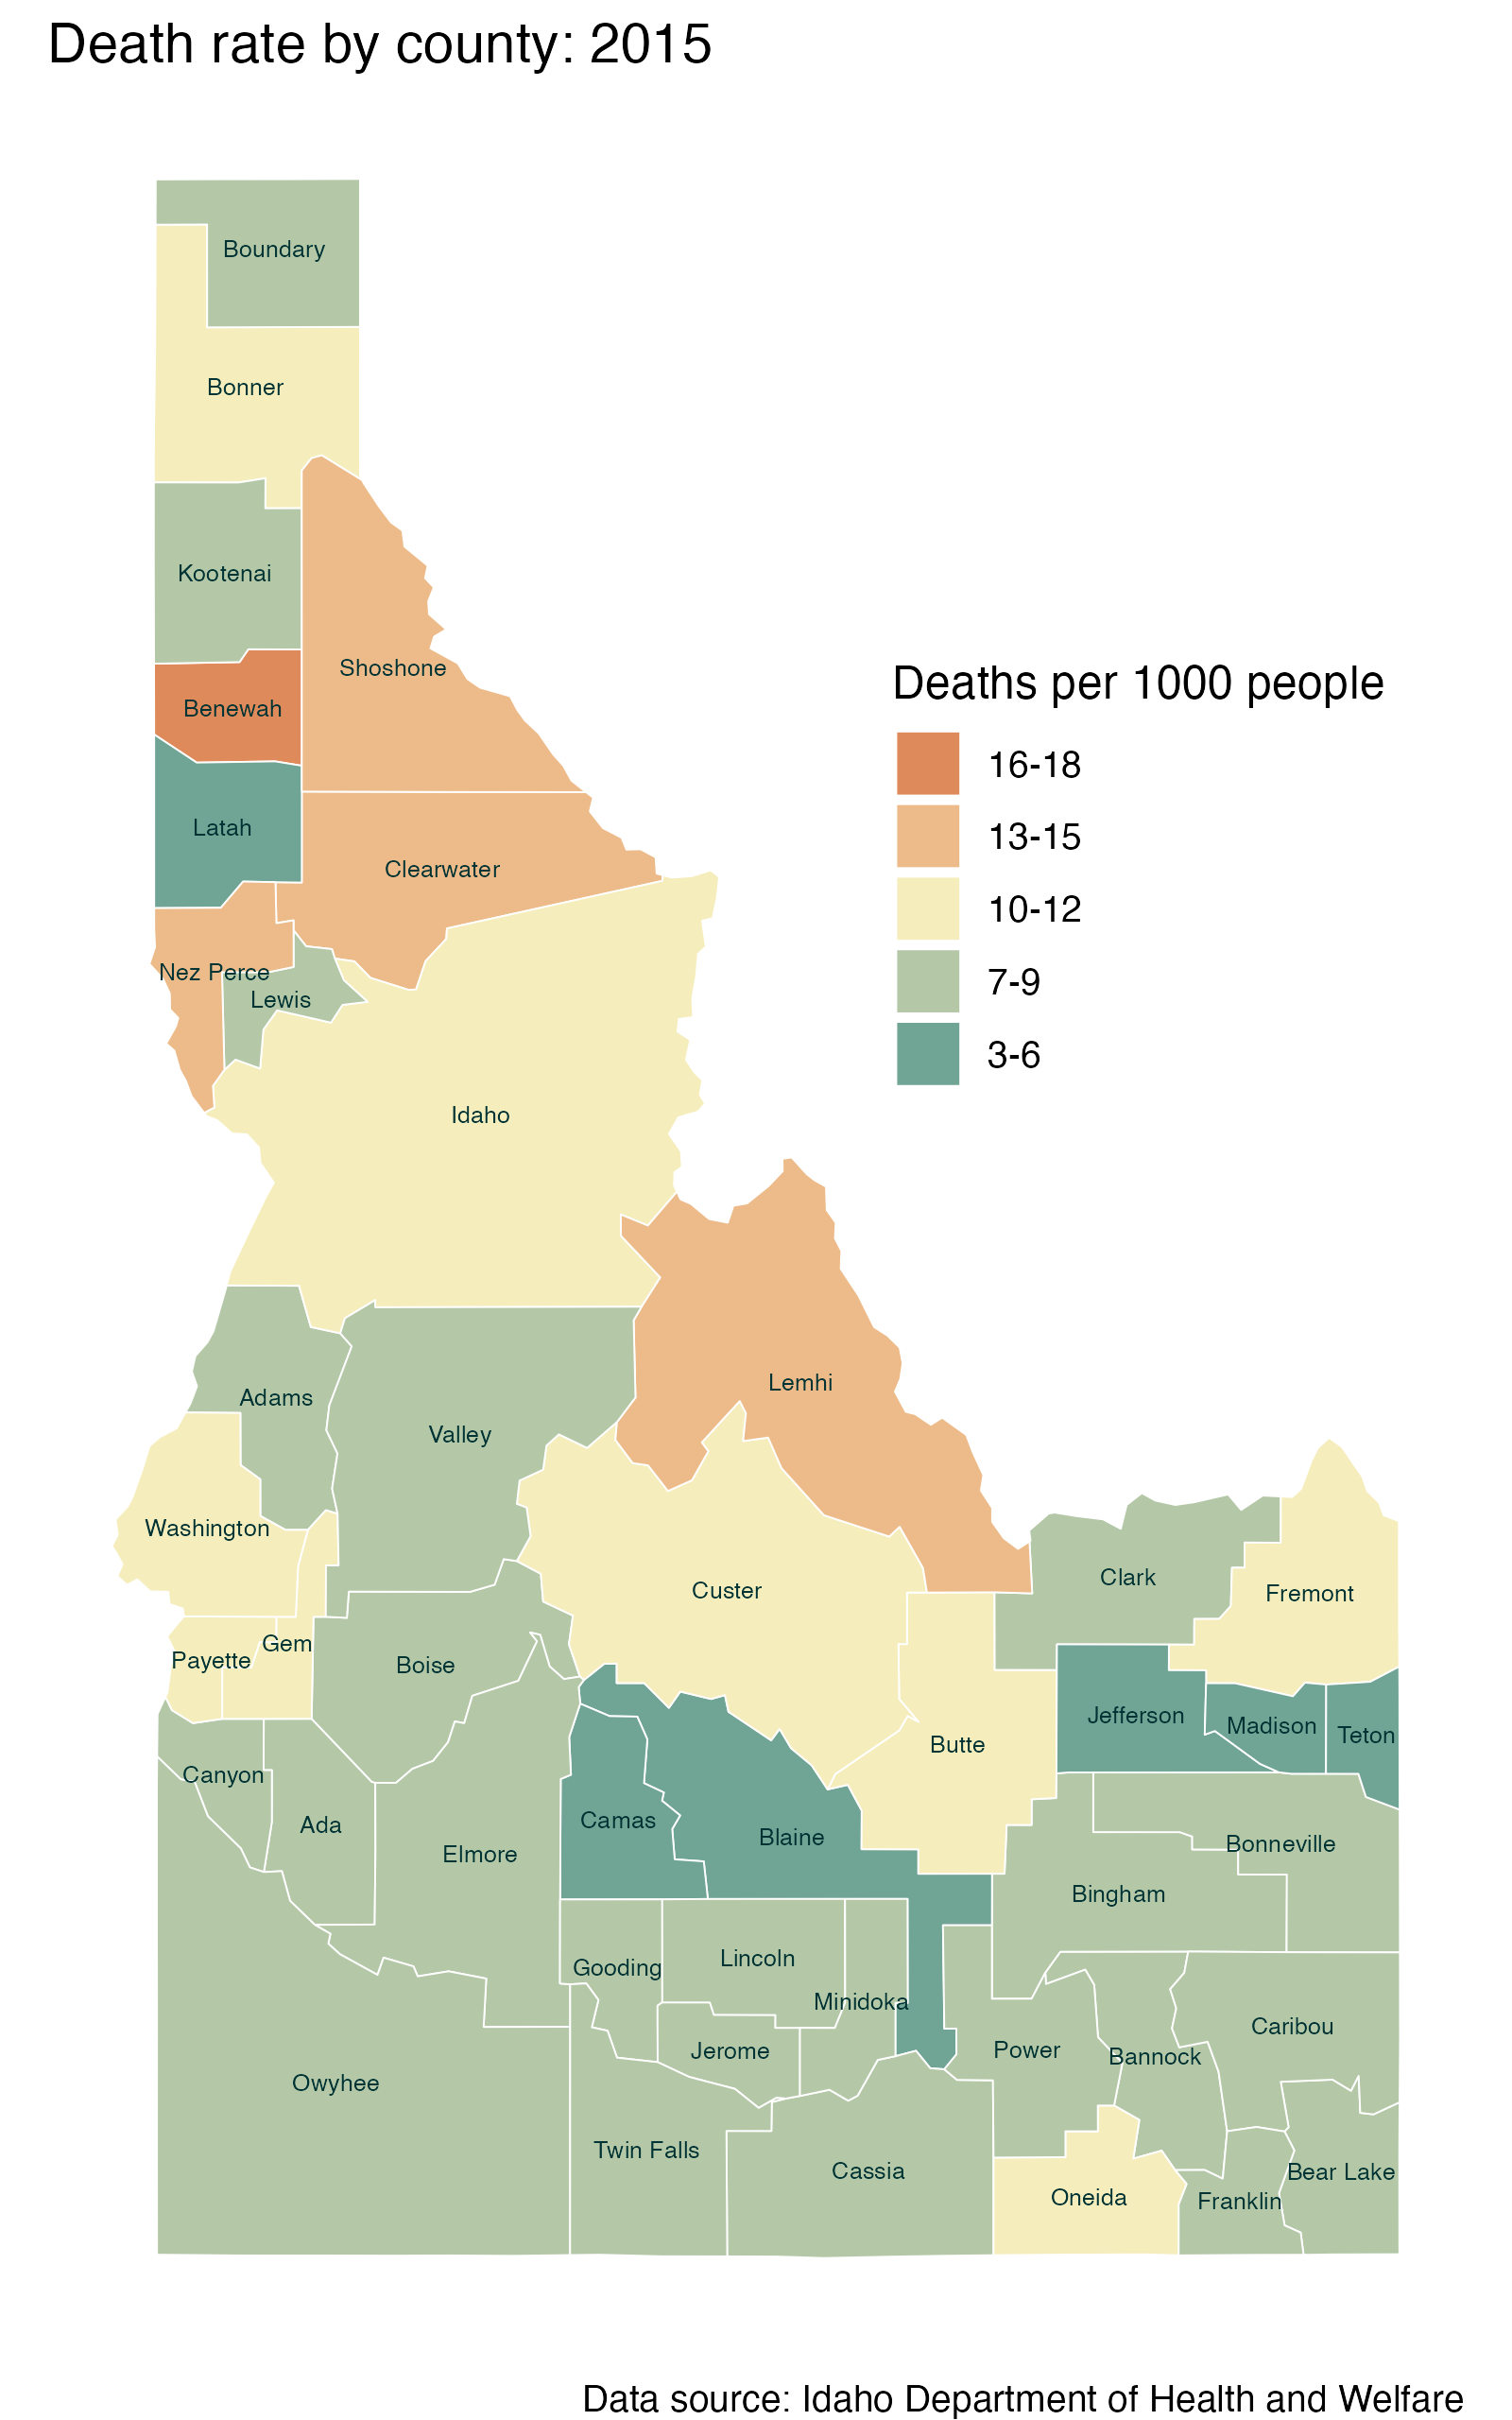 Death rate by county: 2015
Boundary
Bonner
Kootenai
Shoshone
Benewah
Latah
Clearwater
Nez Perce
Lewis
Idaho
Deaths per 1000 people
16-18
13-15
10-12
7-9
3-6
Lemhi
Adams
Valley
Washington
Custer
Clark
Fremont
Gem
Payette
Boise
Jefferson
Madison
Teton
Butte
Canyon
Ada
Camas
Blaine
Elmore
Bonneville
Bingham
Gooding
Lincoln
Minidoka
Jerome
Power
Bannock
Caribou
Owyhee
Twin Falls
Cassia
Oneida
Franklin
Bear Lake
Data source: Idaho Department of Health and Welfare